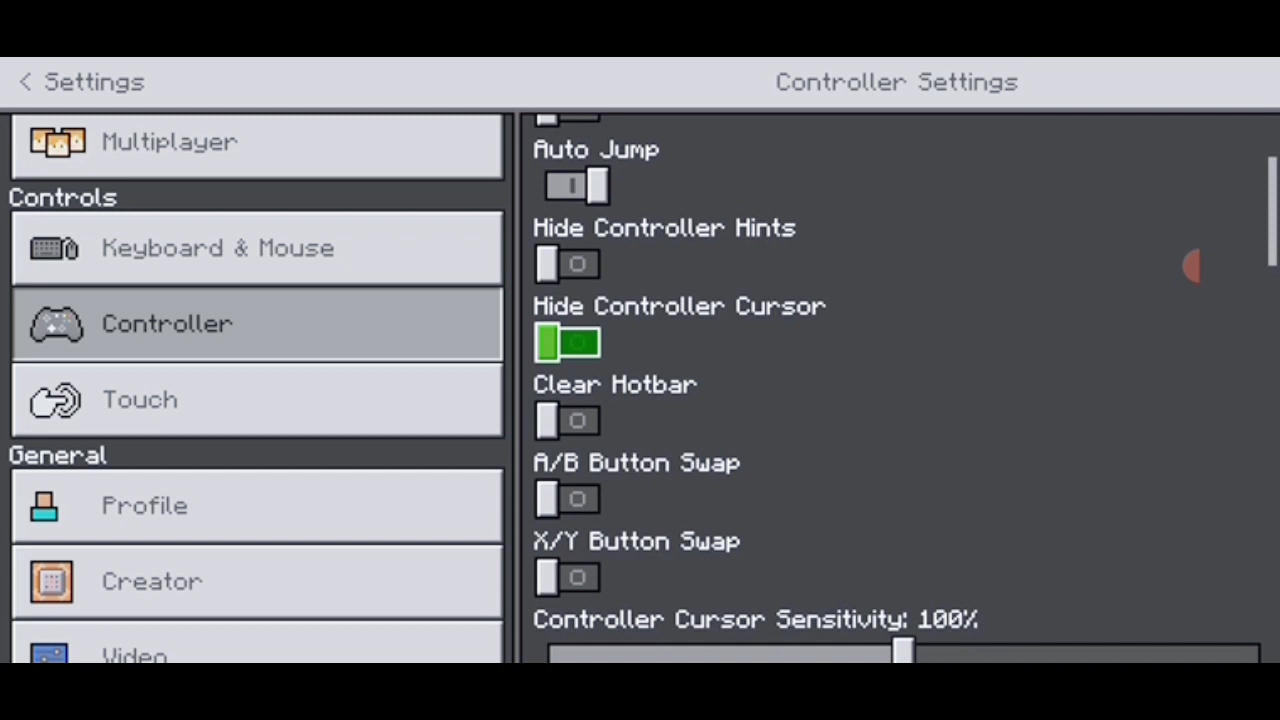 Settings
Controller Settings
Multiplayer
Controls
Keyboard & Mouse
Controller
Touch
General
Profile
Creator
Video
Auto Jump
Hide Controller Hints
Hide Controller Cursor
Clear Hotbar
A/B Button Swap
X/Y Button Swap
Controller Cursor Sensitivity: 100%